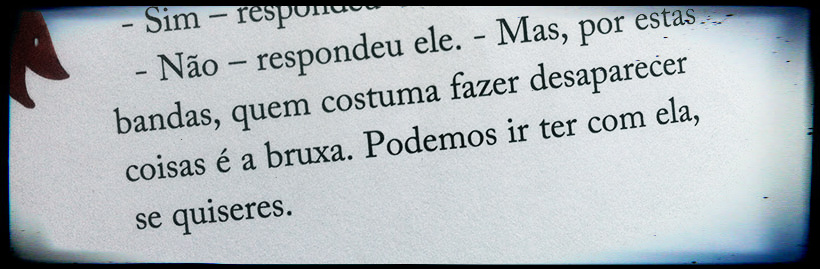 - Sim – respondeu
- Não – respondeu ele. - Mas, por estas
bandas, quem costuma fazer desaparecer
coisas é a bruxa. Podemos ir ter com ela,
se quiseres.